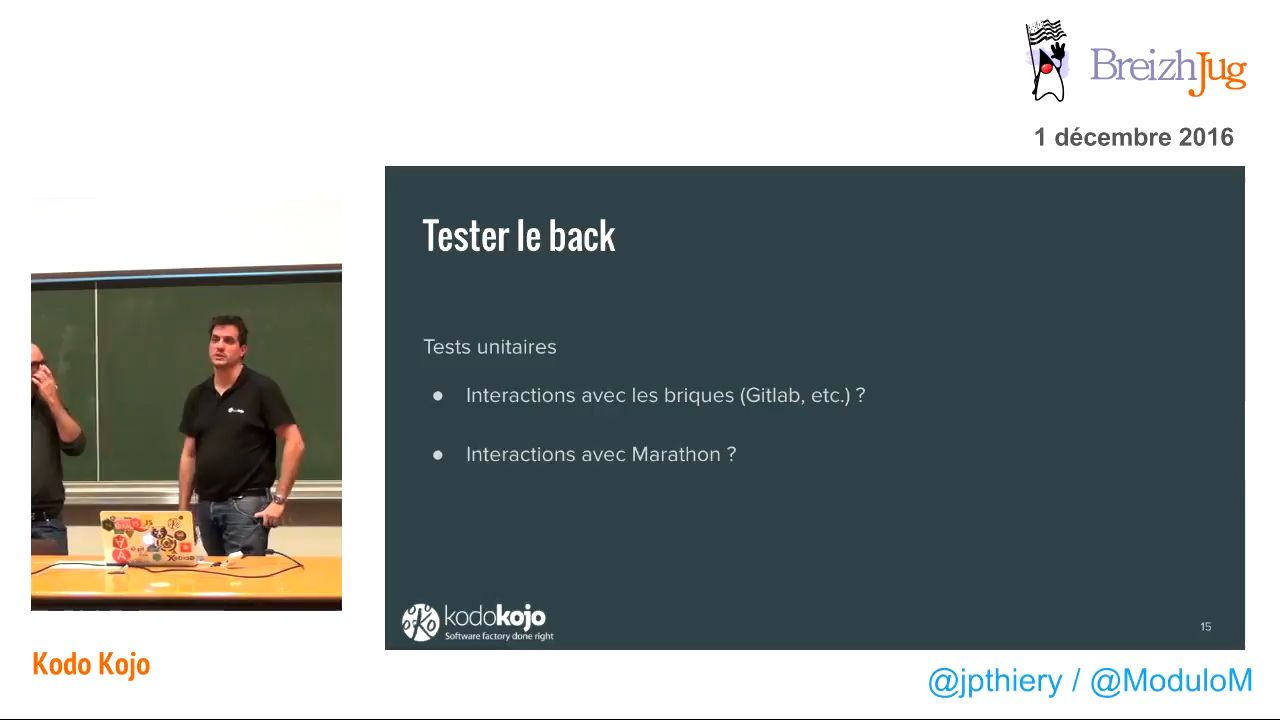 BreizhJug
1 décembre 2016
Tester le back
Tests unitaires
● Interactions avec les briques (Gitlab, etc.) ?
● Interactions avec Marathon ?
kodokojo
Software factory done right
15
Kodo Kojo
@jpthiery / @ModuloM